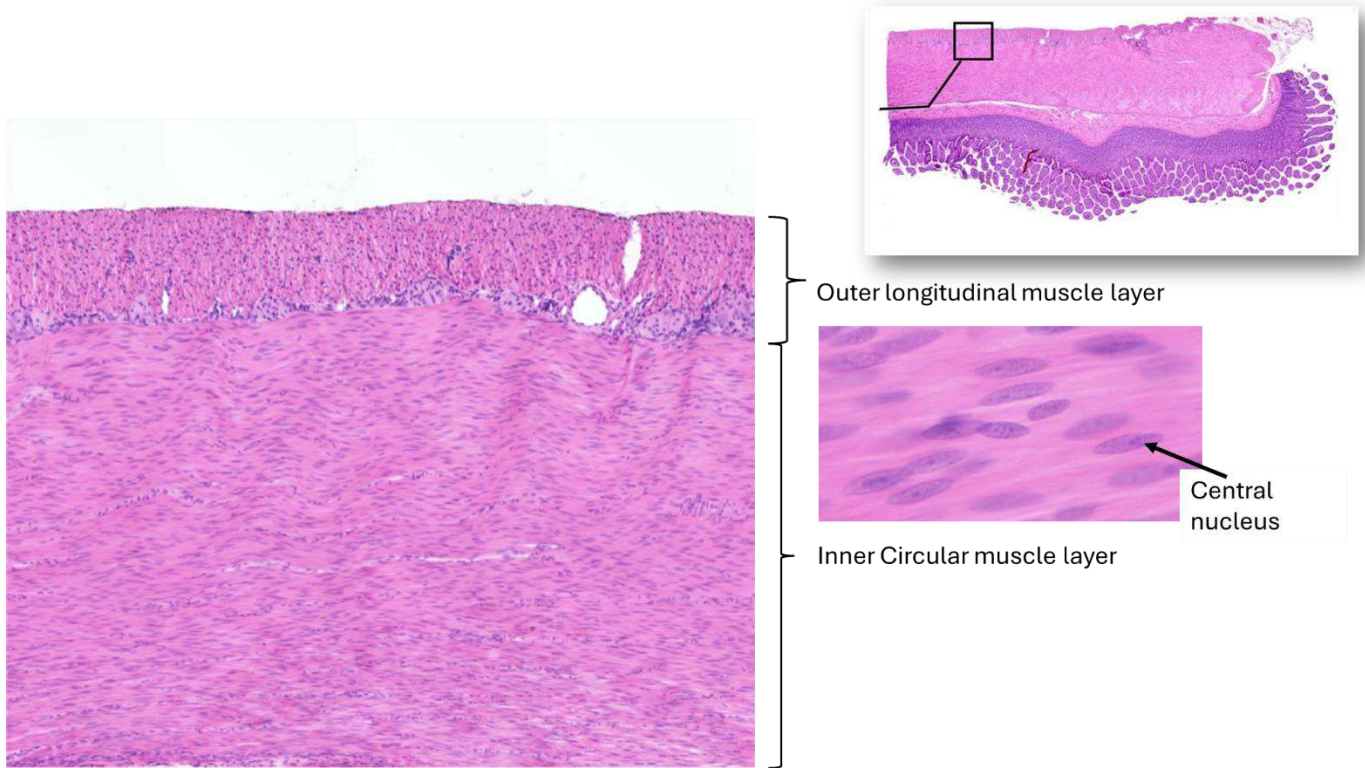 Outer longitudinal muscle layer
Central
nucleus
Inner Circular muscle layer